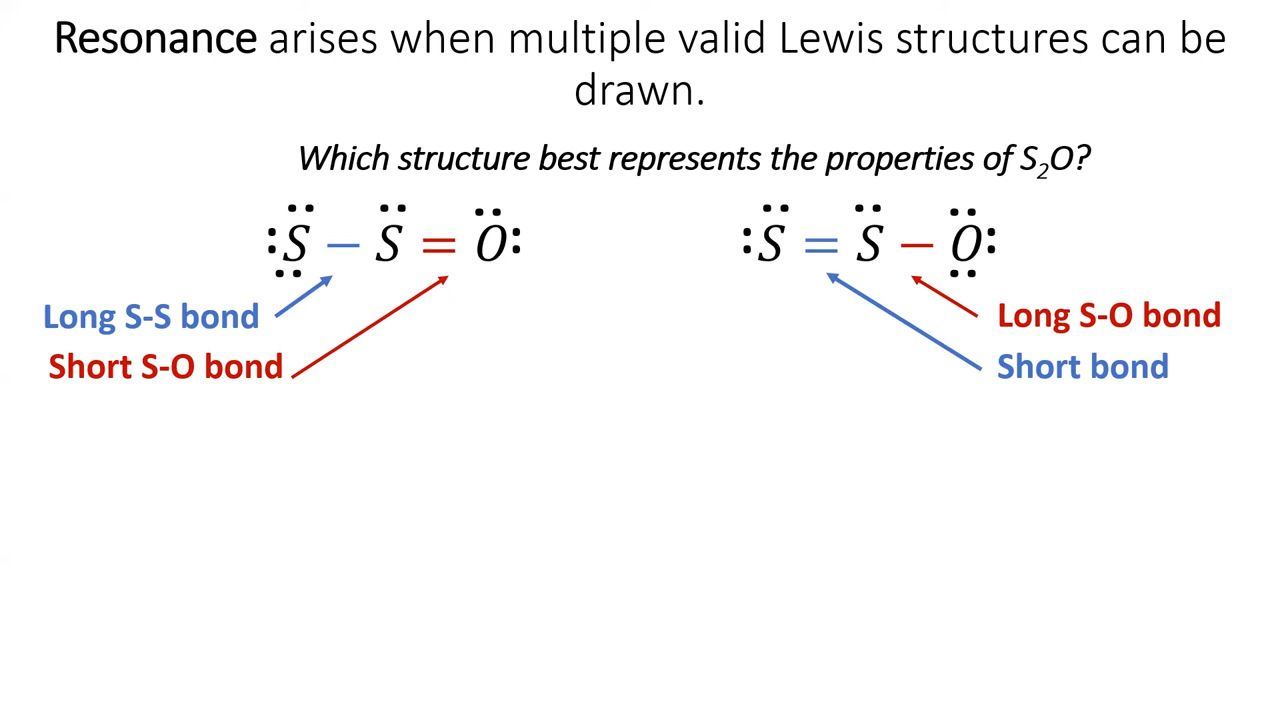 Resonance arises when multiple valid Lewis structures can be
drawn.
Which structure best represents the properties of S₂O?
:S̤̈ – S̈ = Ö:
:S̈ = S̈ – Ö̤:
Long S-S bond
Short S-O bond
Long S-O bond
Short bond